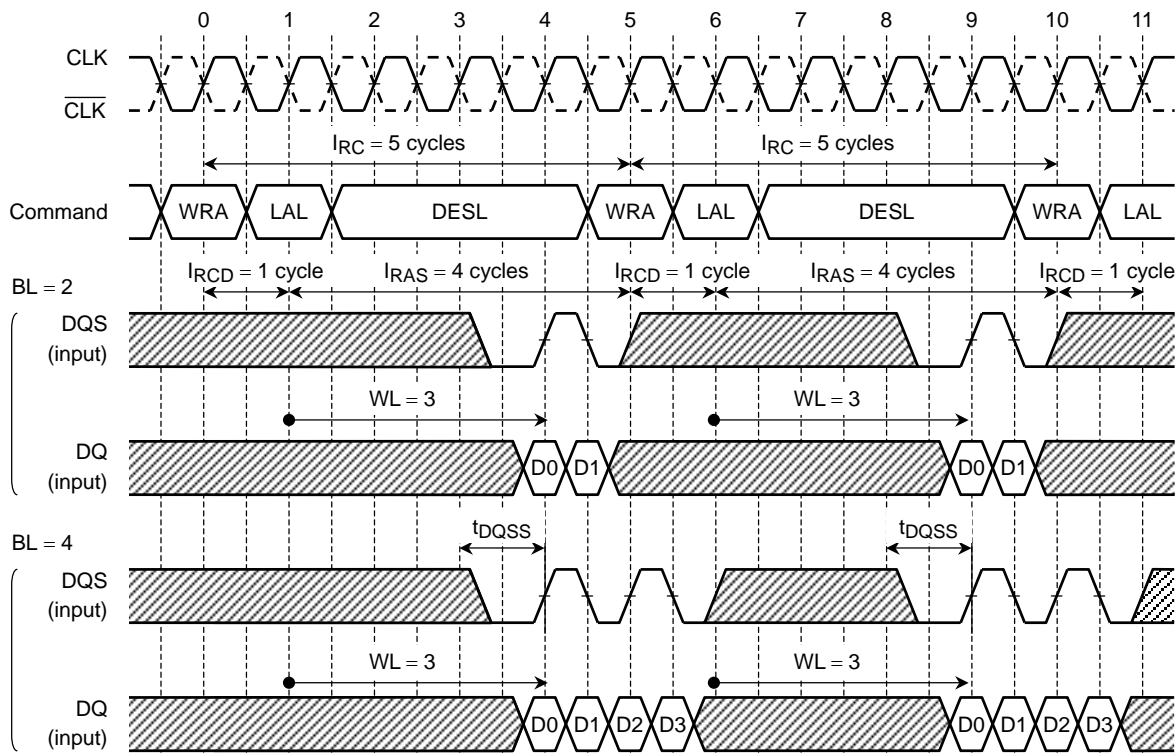 0 1 2 3 4 5 6 7 8 9 10 11
CLK
CLK
IRC = 5 cycles IRC = 5 cycles
Command WRA LAL DESL WRA LAL DESL WRA LAL
IRCD = 1 cycle IRAS = 4 cycles IRCD = 1 cycle IRAS = 4 cycles IRCD = 1 cycle
BL = 2
DQS
(input)
WL = 3 WL = 3
DQ D0 D1 D0 D1
(input)
tDQSS tDQSS
BL = 4
DQS
(input)
WL = 3 WL = 3
DQ D0 D1 D2 D3 D0 D1 D2 D3
(input)